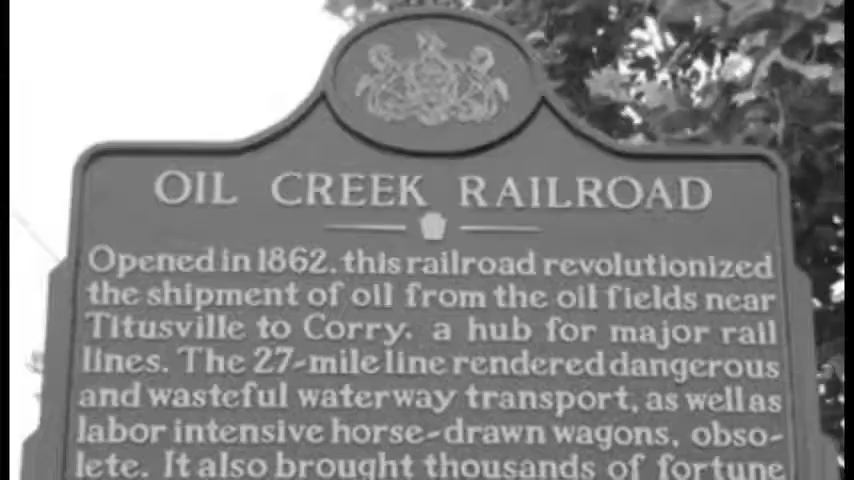 OIL CREEK RAILROAD
Opened in 1862, this railroad revolutionized
the shipment of oil from the oil fields near
Titusville to Corry, a hub for major rail
lines. The 27-mile line rendered dangerous
and wasteful waterway transport, as well as
labor intensive horse-drawn wagons, obso-
lete. It also brought thousands of fortune